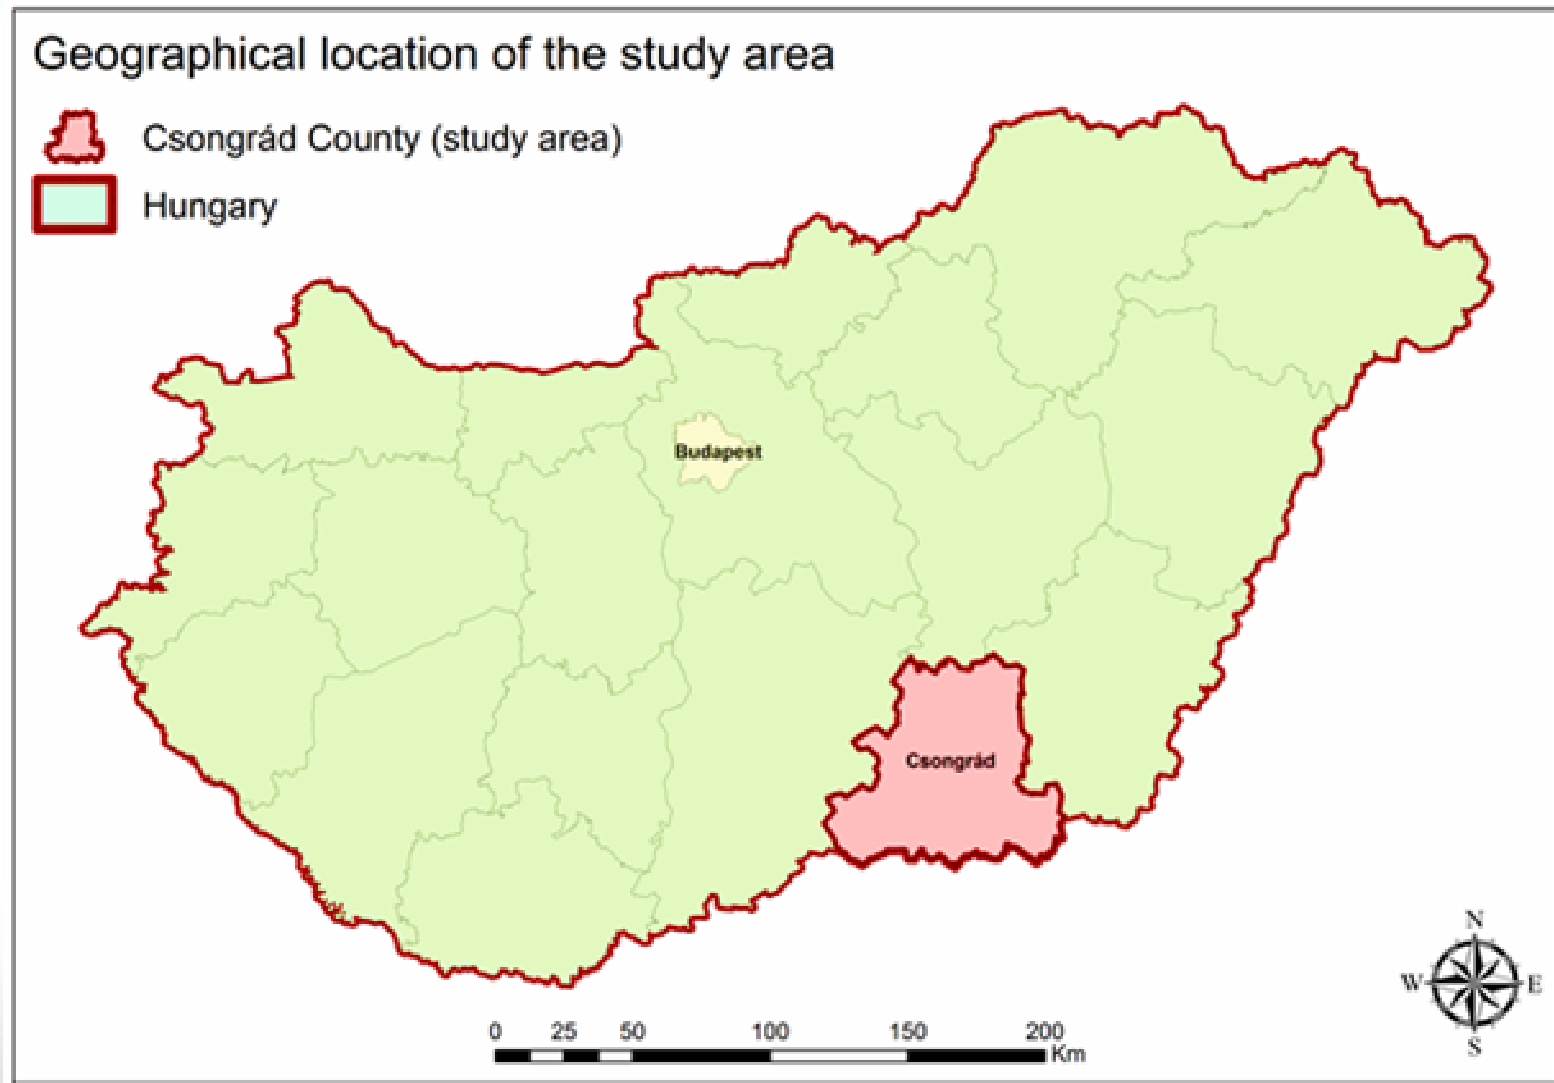 Geographical location of the study area
Csongrád County (study area)
Hungary
Budapest
Csongrád
N
W E
S
0 25 50 100 150 200
Km